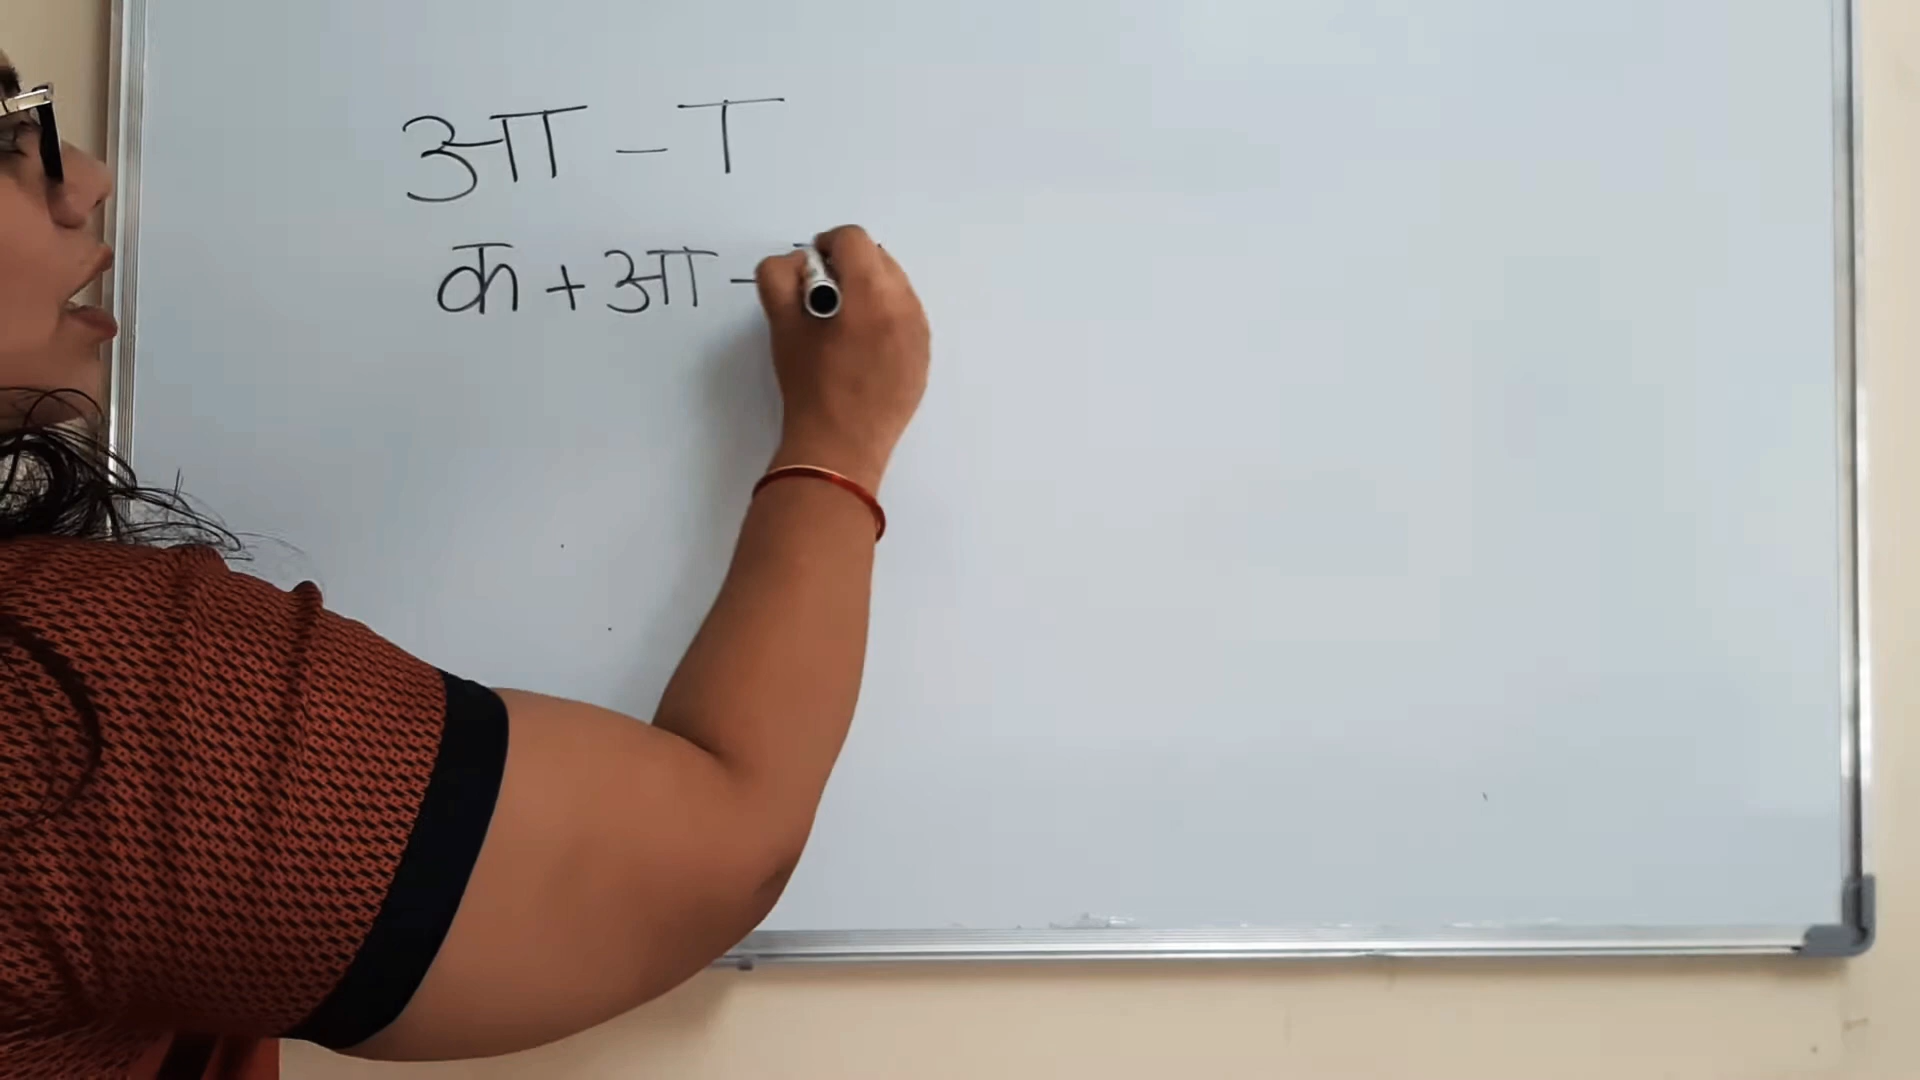 आ - ा
क + आ -